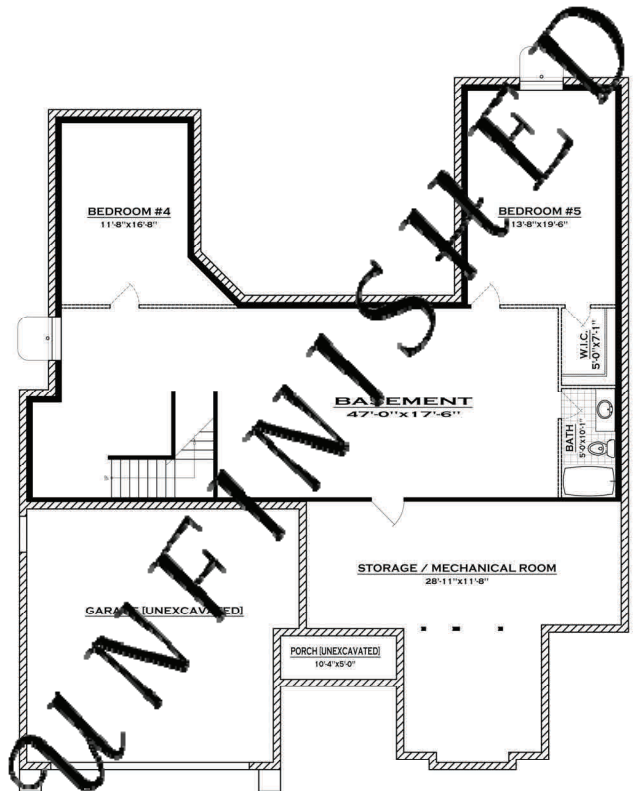 UNFINISHED
BEDROOM #4
11'-8"x16'-8"
BEDROOM #5
13'-8"x19'-6"
W.I.C.
5'-0"x7'-1"
BASEMENT
47'-0"x17'-6"
BATH
5'-0"x10'-1"
STORAGE / MECHANICAL ROOM
28'-11"x11'-8"
GARAGE [UNEXCAVATED]
PORCH [UNEXCAVATED]
10'-4"x5'-0"